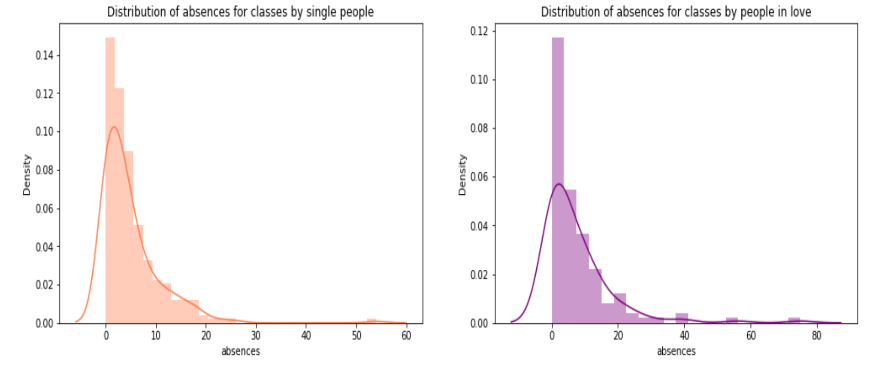 Distribution of absences for classes by single people
0.14
0.12
0.10
0.08
0.06
0.04
0.02
0.00
Density
0 10 20 30 40 50 60
absences
Distribution of absences for classes by people in love
0.12
0.10
0.08
0.06
0.04
0.02
0.00
Density
0 20 40 60 80
absences